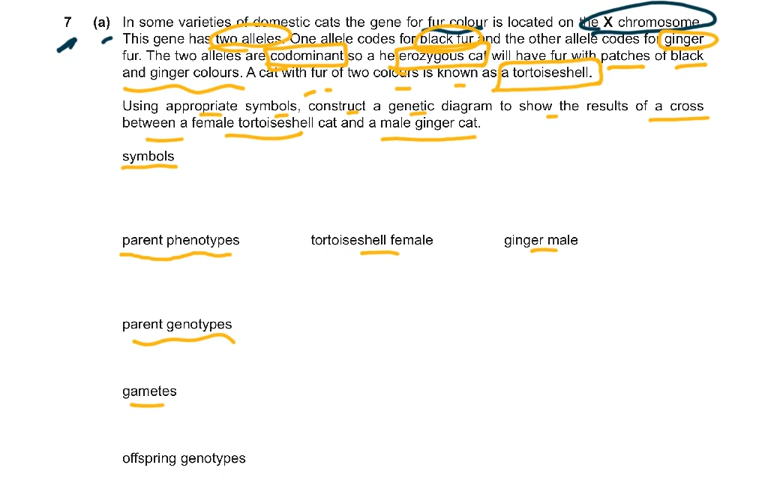 7 (a) In some varieties of domestic cats the gene for fur colour is located on the X chromosome.
This gene has two alleles. One allele codes for black fur and the other allele codes for ginger
fur. The two alleles are codominant so a heterozygous cat will have fur with patches of black
and ginger colours. A cat with fur of two colours is known as a tortoiseshell.
Using appropriate symbols, construct a genetic diagram to show the results of a cross
between a female tortoiseshell cat and a male ginger cat.
symbols
parent phenotypes tortoiseshell female ginger male
parent genotypes
gametes
offspring genotypes